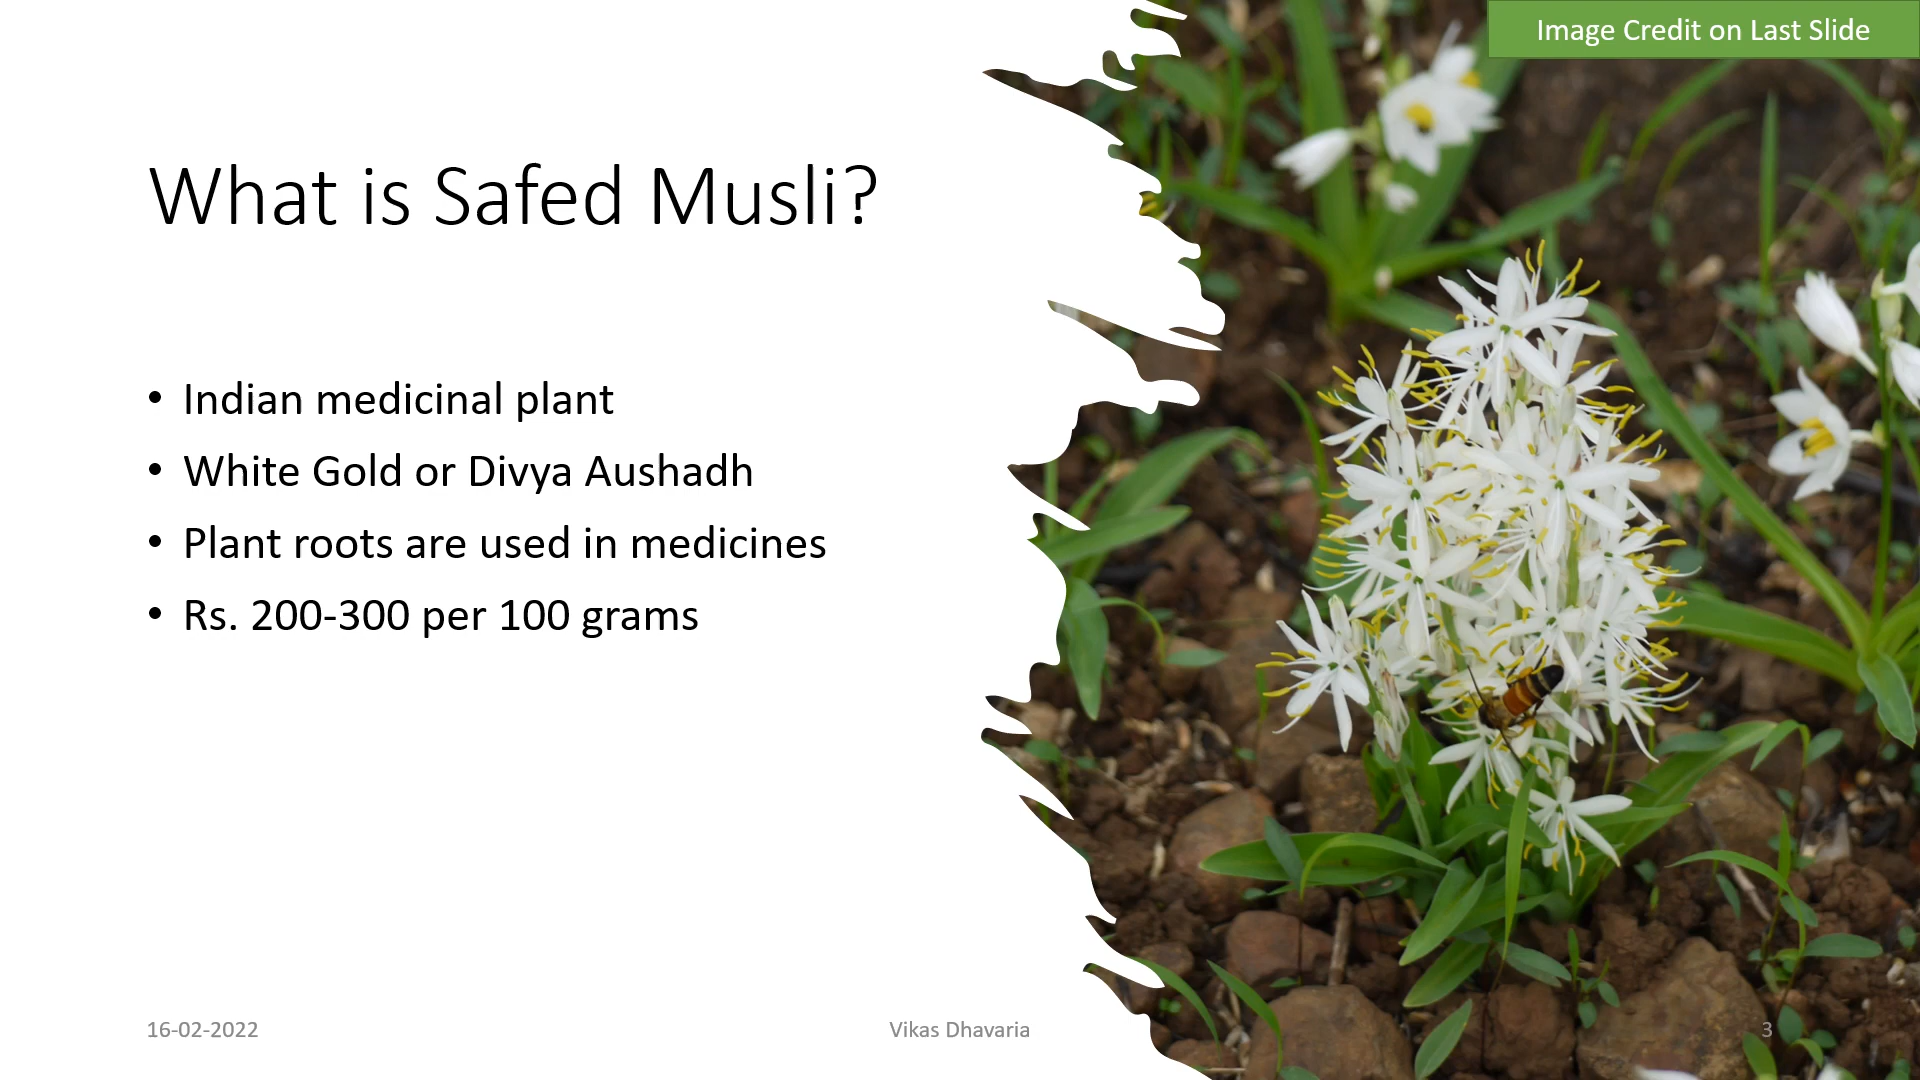 Image Credit on Last Slide
What is Safed Musli?
• Indian medicinal plant
• White Gold or Divya Aushadh
• Plant roots are used in medicines
• Rs. 200-300 per 100 grams
16-02-2022
Vikas Dhavaria
3